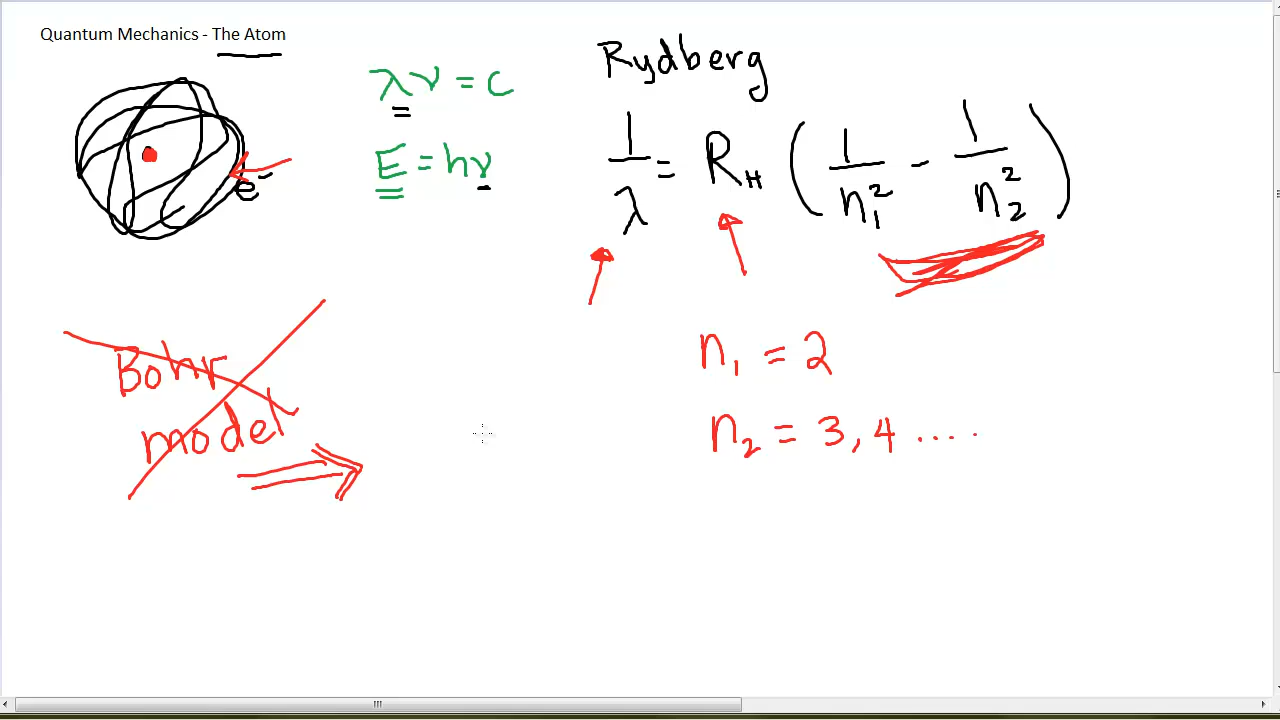 Quantum Mechanics - The Atom
e⁻
λν = c
E = hν
Rydberg
1/λ = R_H (1/n₁² - 1/n₂²)
n₁ = 2
n₂ = 3, 4 ....
Bohr
model